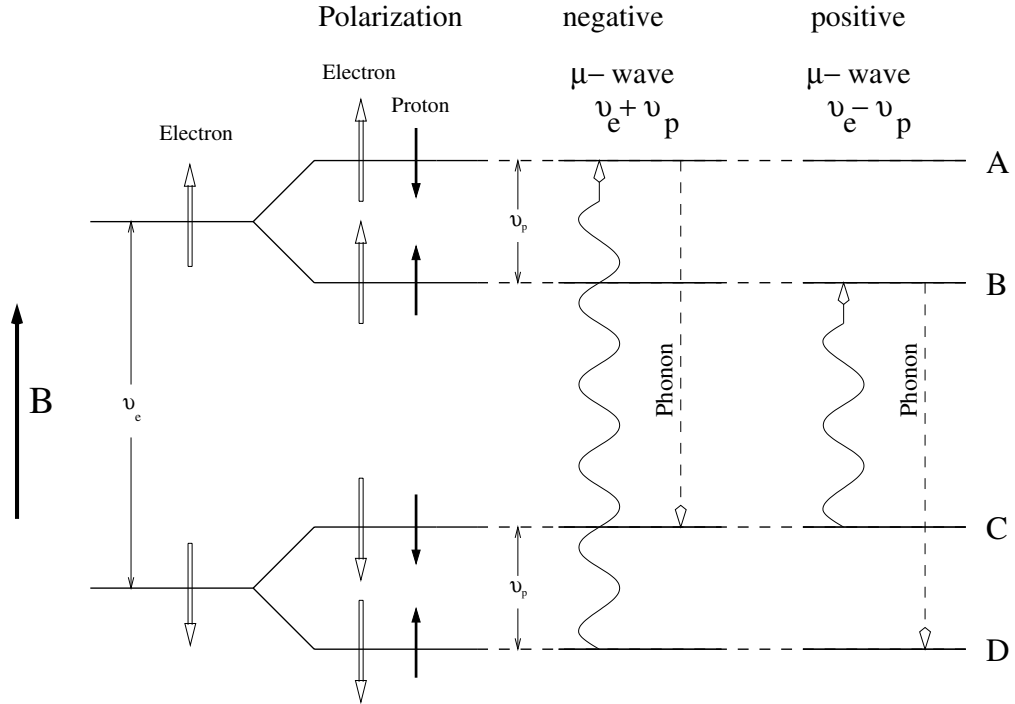 Polarization negative positive
Electron μ– wave μ– wave
Proton υe + υp υe – υp
Electron
A
υp
B
B
υe
Phonon Phonon
C
υp
D